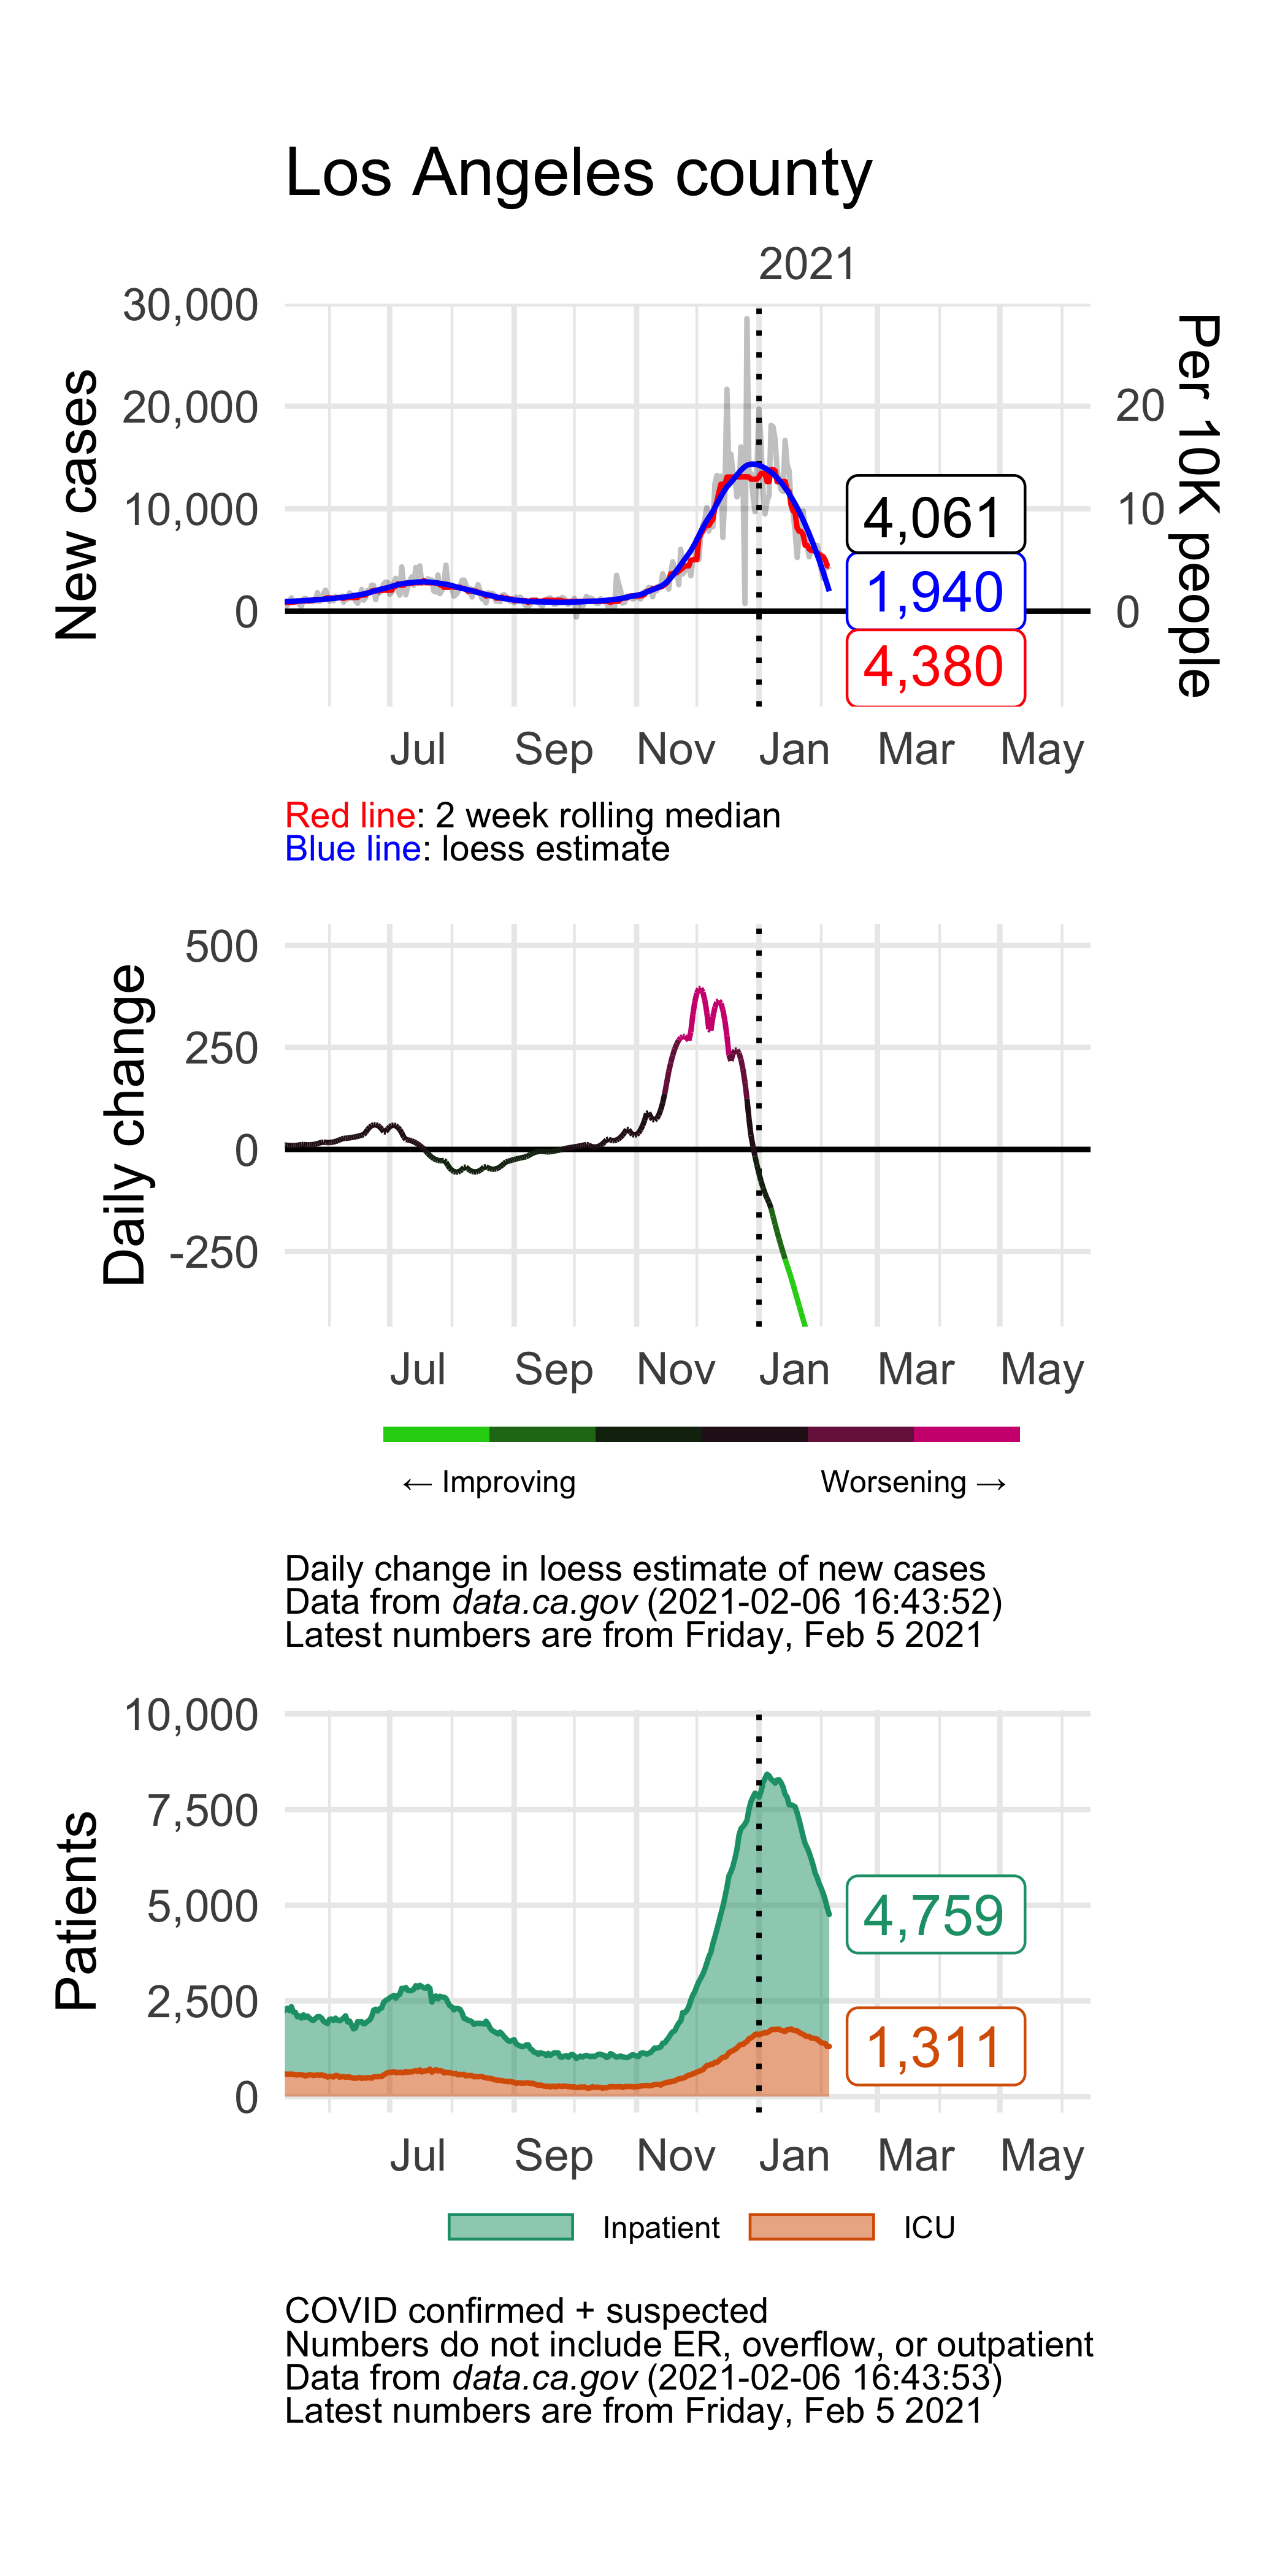 Los Angeles county
2021
30,000
20,000
10,000
0
New cases
20
10
0
Per 10K people
4,061
1,940
4,380
Jul Sep Nov Jan Mar May
Red line: 2 week rolling median
Blue line: loess estimate
500
250
0
-250
Daily change
Jul Sep Nov Jan Mar May
← Improving Worsening →
Daily change in loess estimate of new cases
Data from data.ca.gov (2021-02-06 16:43:52)
Latest numbers are from Friday, Feb 5 2021
10,000
7,500
5,000
2,500
0
Patients
4,759
1,311
Jul Sep Nov Jan Mar May
Inpatient ICU
COVID confirmed + suspected
Numbers do not include ER, overflow, or outpatient
Data from data.ca.gov (2021-02-06 16:43:53)
Latest numbers are from Friday, Feb 5 2021